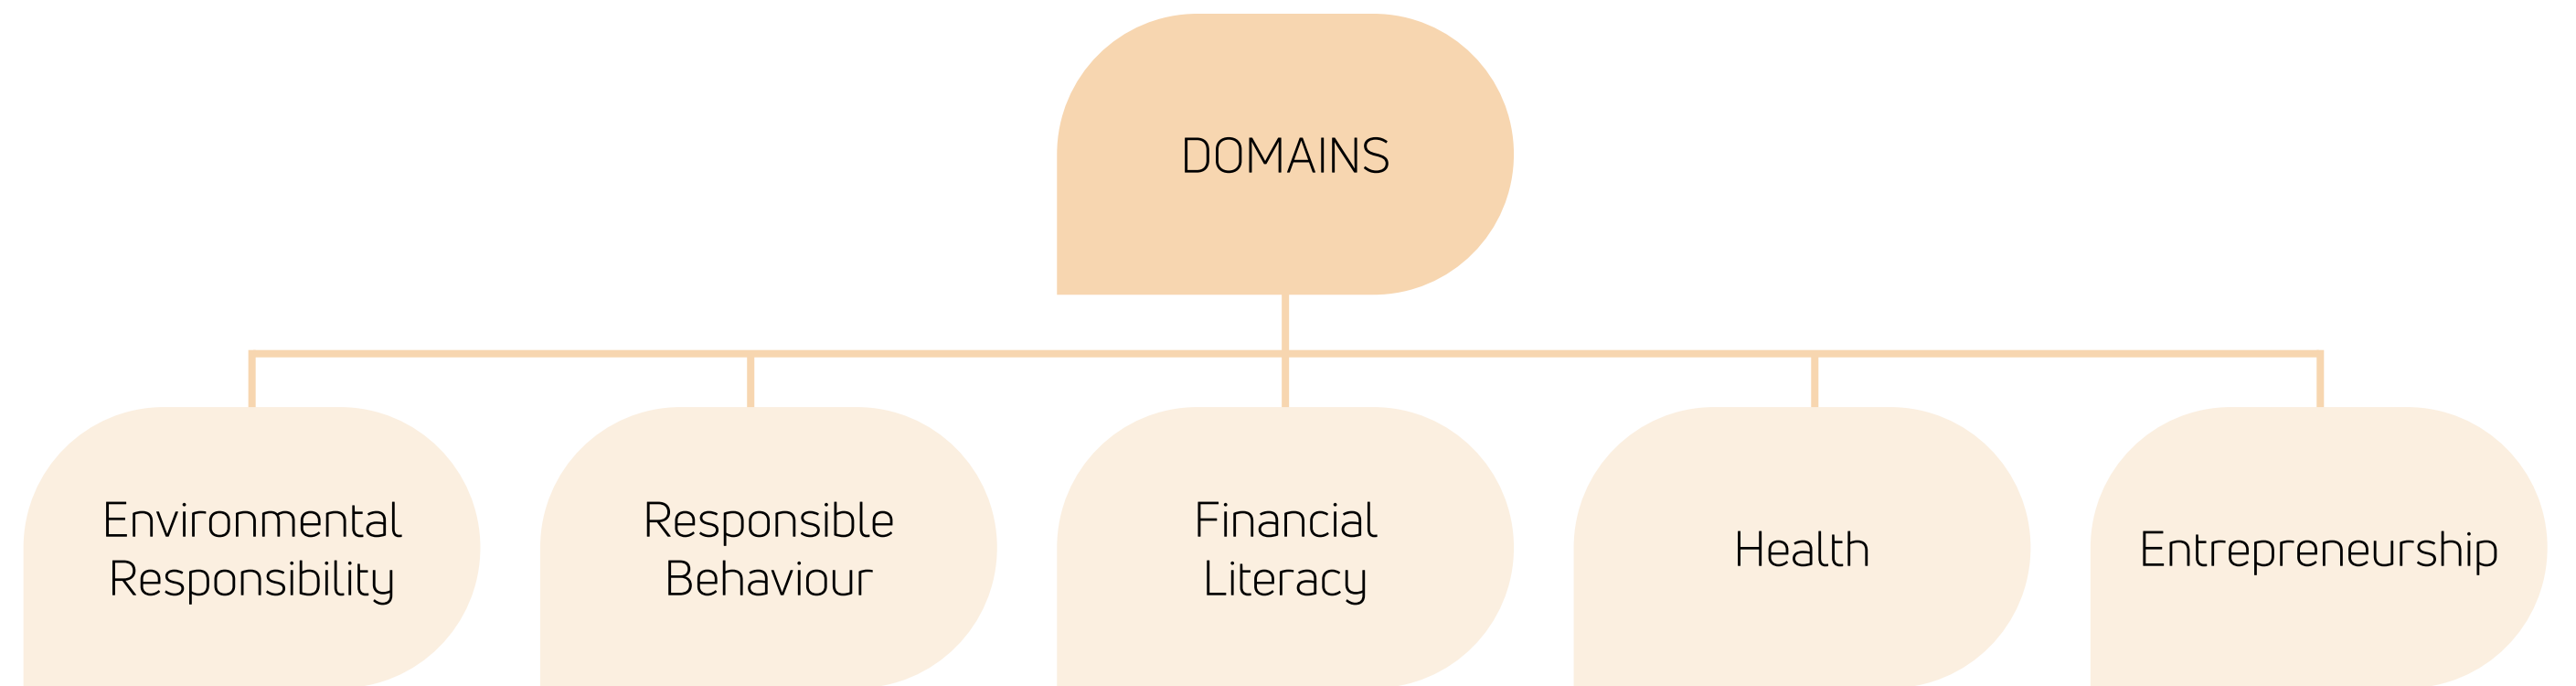 DOMAINS
Environmental
Responsibility
Responsible
Behaviour
Financial
Literacy
Health
Entrepreneurship